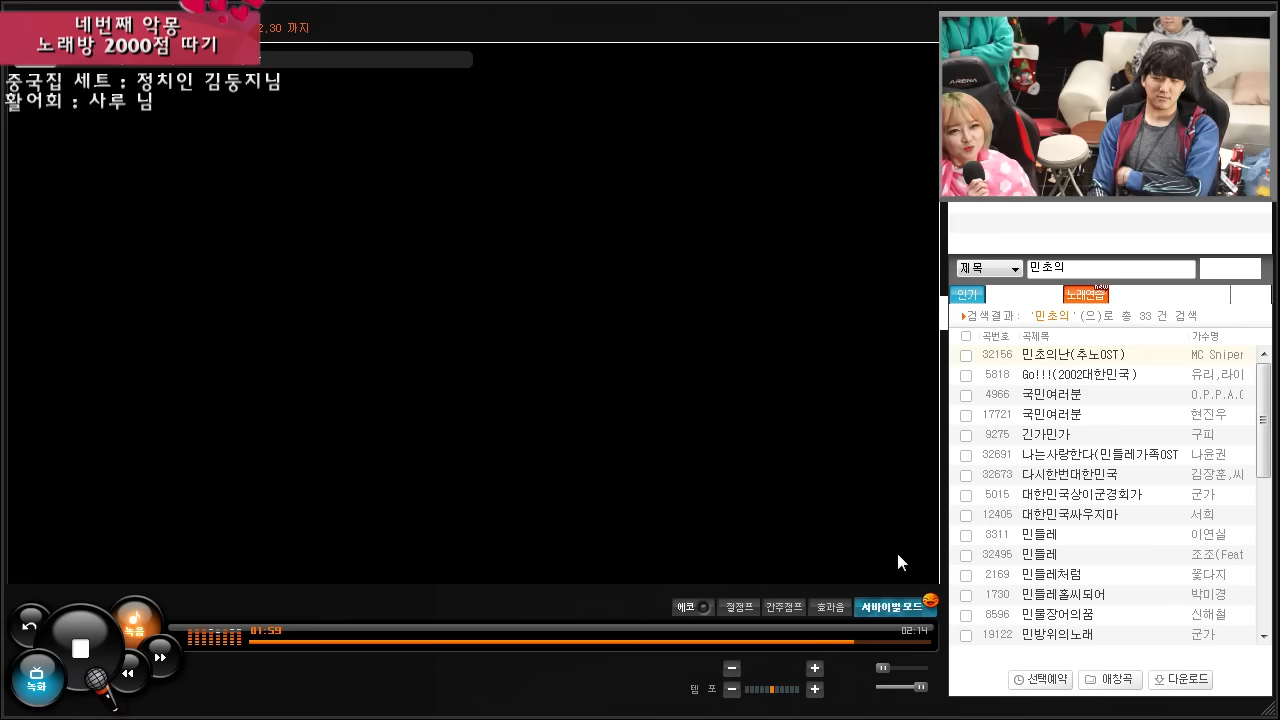 네번째 악몽
노래방 2000점 따기
2,30 까지
중국집 세트 : 정치인 김둥지님
활어회 : 사루 님
ARENA
제목
민초의
인기
노래연습
new
검색결과: '민초의' (으)로 총 33 건 검색
곡번호 곡제목 가수명
32156 민초의난(추노OST) MC Sniper
5818 Go!!!(2002대한민국) 유리,라이
4966 국민여러분 O.P.P.A.
17721 국민여러분 현진우
9275 긴가민가 구피
32691 나는사랑한다(민들레가족OST 나윤권
32673 다시한번대한민국 김장훈,싸
5015 대한민국상이군경회가 군가
12405 대한민국싸우지마 서희
3311 민들레 이연실
32495 민들레 조조(Feat
2169 민들레처럼 꽃다지
1730 민들레홀씨되어 박미경
8596 민물장어의꿈 신해철
19122 민방위의노래 군가
에코 절점프 간주점프 효과음 서바이벌 모드
녹음
01:59
02:14
녹화
템 포
선택예약 애창곡 다운로드